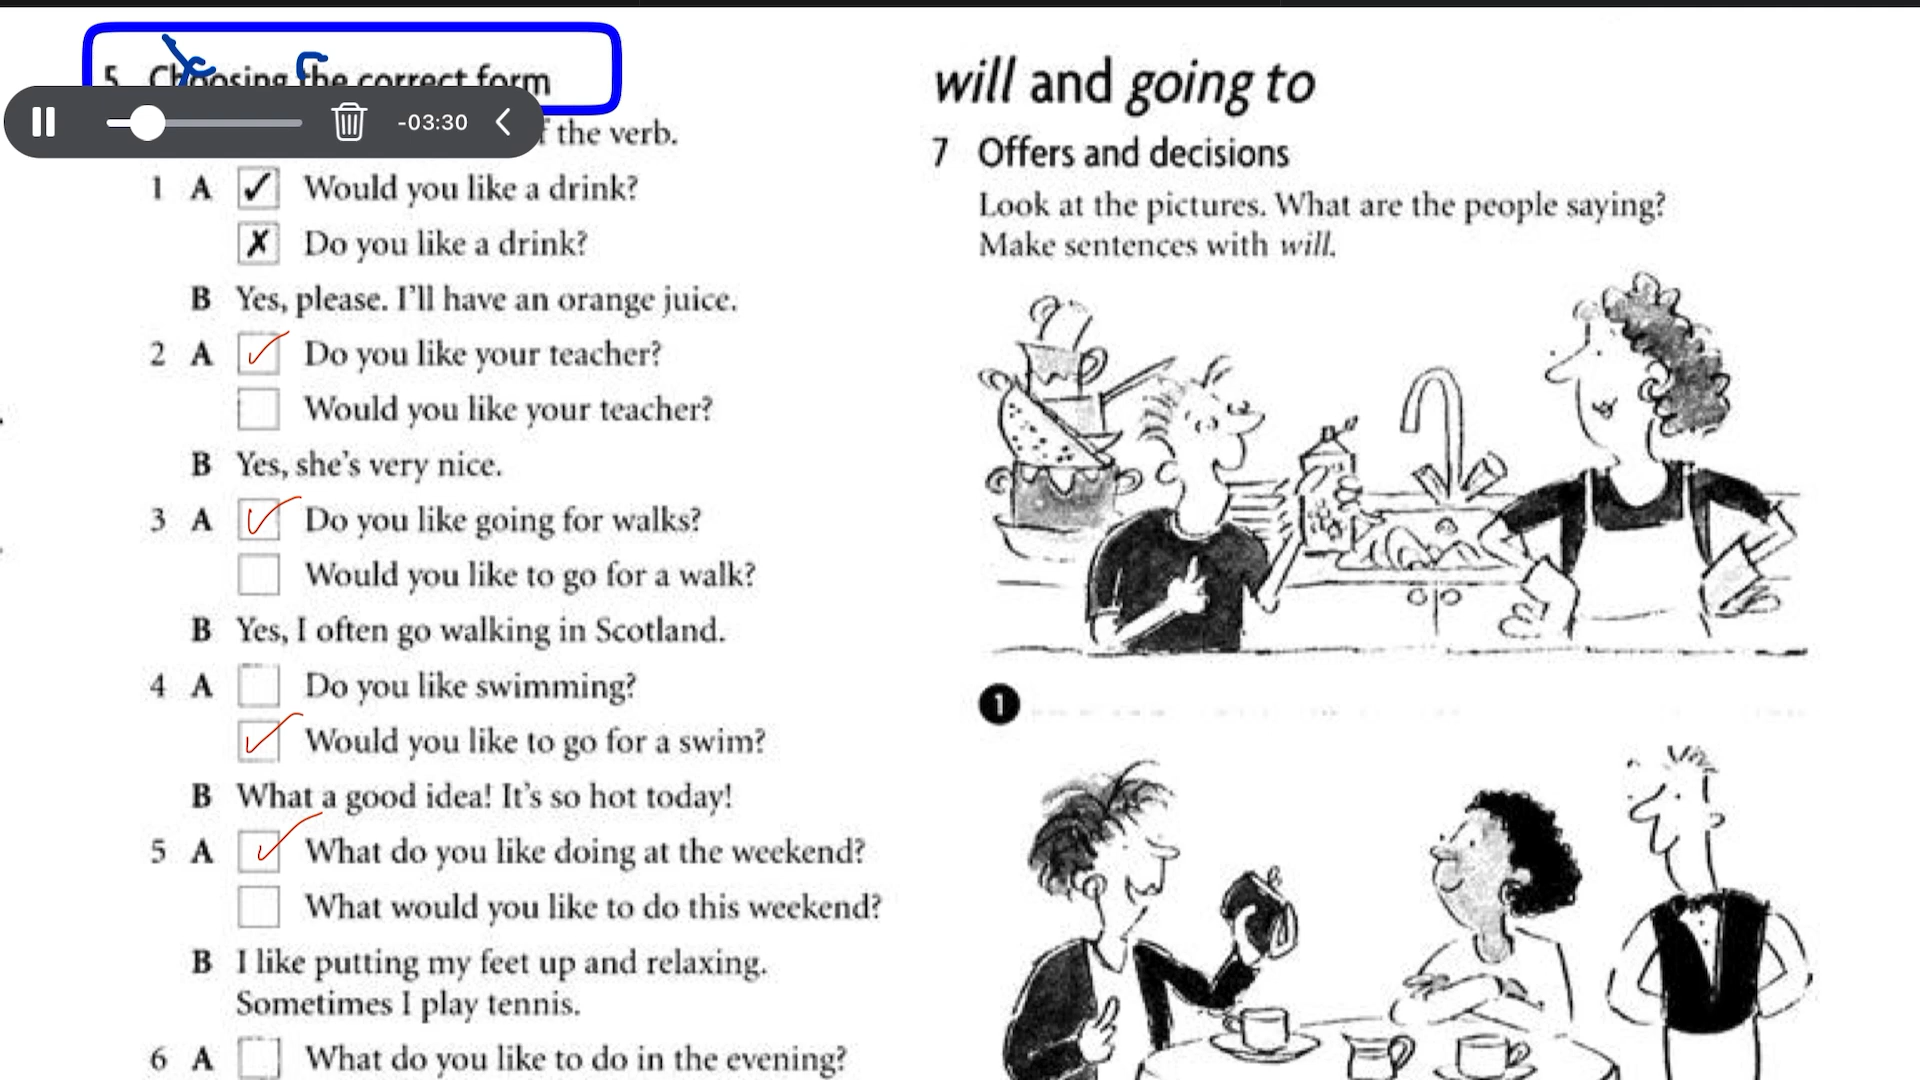 5 Choosing the correct form
f the verb.
1 A ✓ Would you like a drink?
✗ Do you like a drink?
B Yes, please. I'll have an orange juice.
2 A ✓ Do you like your teacher?
Would you like your teacher?
B Yes, she's very nice.
3 A ✓ Do you like going for walks?
Would you like to go for a walk?
B Yes, I often go walking in Scotland.
4 A Do you like swimming?
✓ Would you like to go for a swim?
B What a good idea! It's so hot today!
5 A ✓ What do you like doing at the weekend?
What would you like to do this weekend?
B I like putting my feet up and relaxing.
Sometimes I play tennis.
6 A What do you like to do in the evening?
-03:30
will and going to
7 Offers and decisions
Look at the pictures. What are the people saying?
Make sentences with will.
1